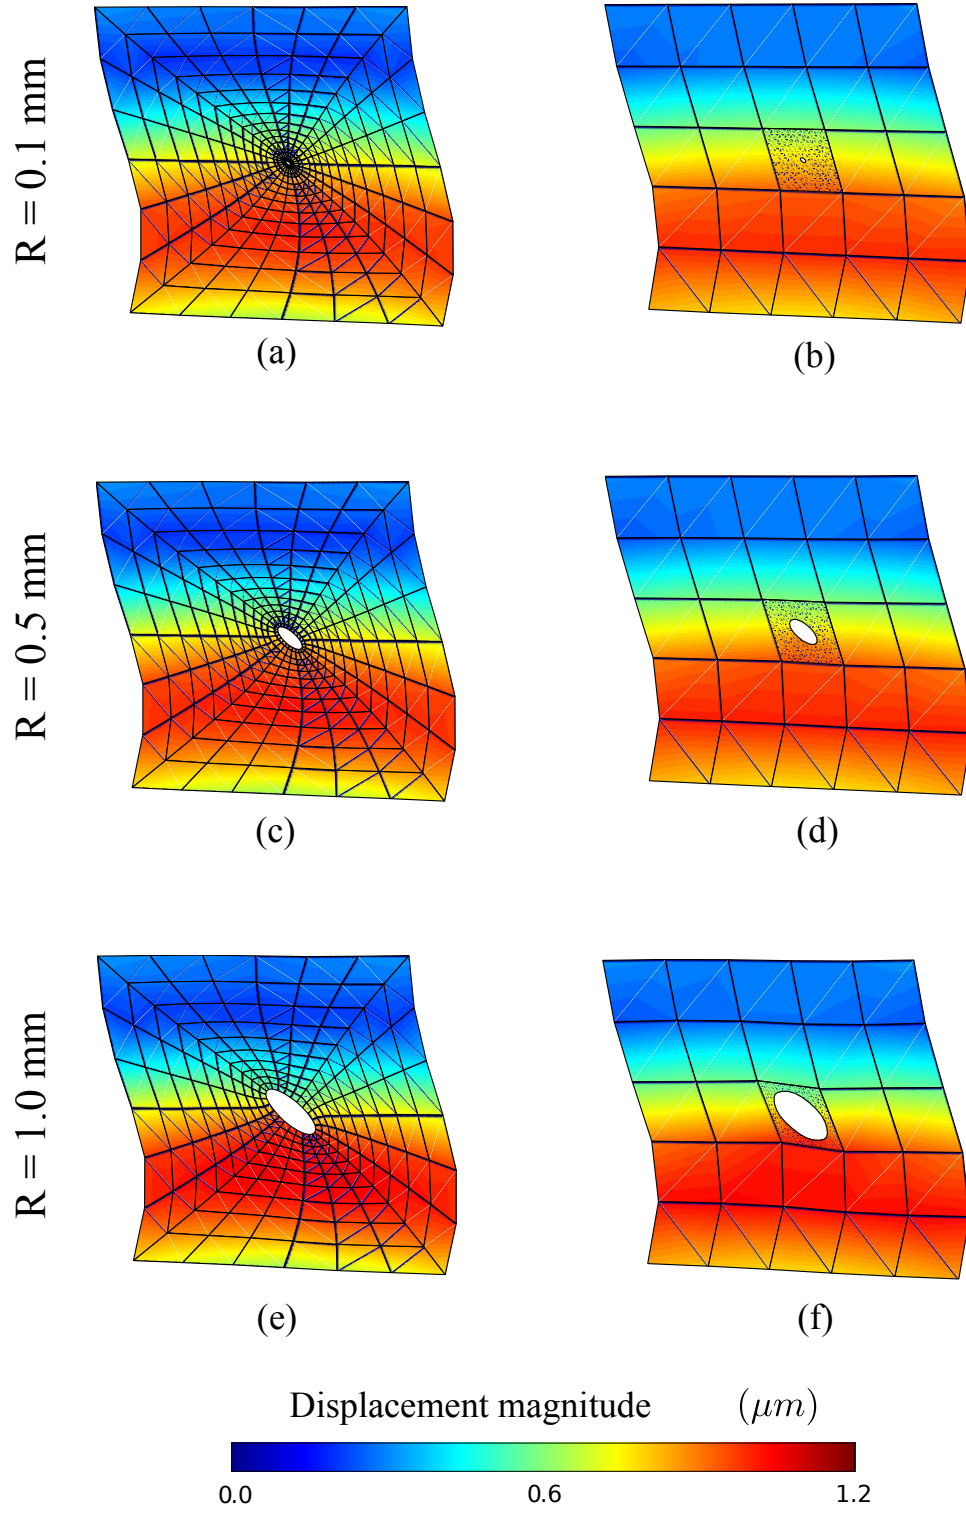 R = 0.1 mm
(a)
(b)
R = 0.5 mm
(c)
(d)
R = 1.0 mm
(e)
(f)
Displacement magnitude (μm)
0.0 0.6 1.2